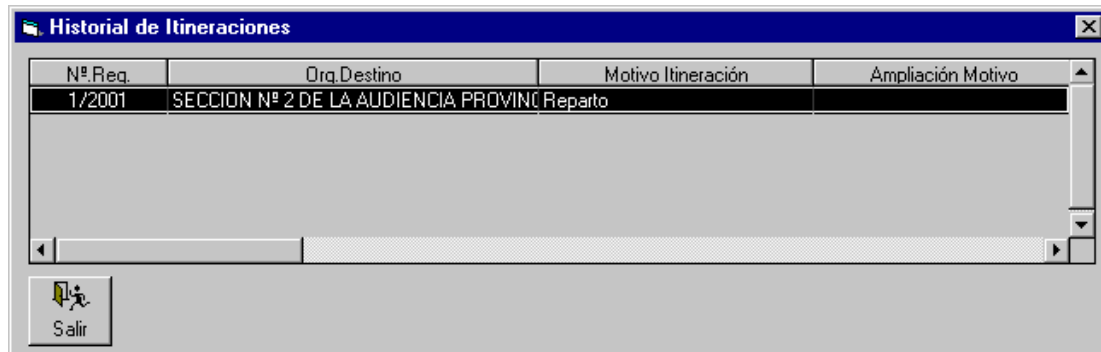 Historial de Itineraciones
Nº.Reg. Org.Destino Motivo Itineración Ampliación Motivo
1/2001 SECCION Nº 2 DE LA AUDIENCIA PROVINC Reparto
Salir